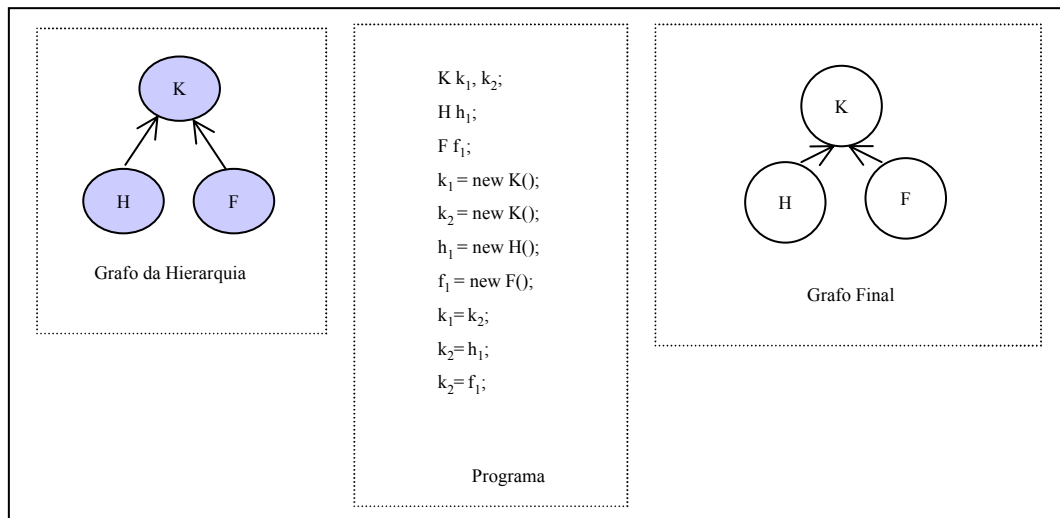 K
H
F
Grafo da Hierarquia
K k₁, k₂;
H h₁;
F f₁;
k₁ = new K();
k₂ = new K();
h₁ = new H();
f₁ = new F();
k₁= k₂;
k₂= h₁;
k₂= f₁;
Programa
K
H
F
Grafo Final